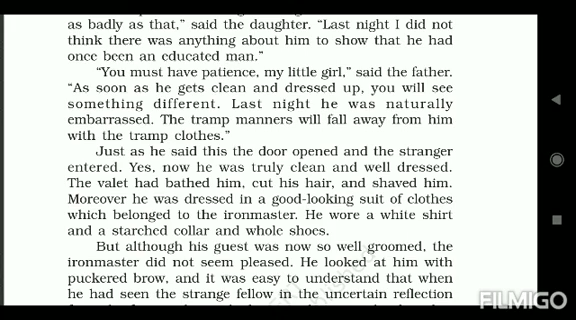 as badly as that," said the daughter. "Last night I did not
think there was anything about him to show that he had
once been an educated man."
"You must have patience, my little girl," said the father.
"As soon as he gets clean and dressed up, you will see
something different. Last night he was naturally
embarrassed. The tramp manners will fall away from him
with the tramp clothes."
Just as he said this the door opened and the stranger
entered. Yes, now he was truly clean and well dressed.
The valet had bathed him, cut his hair, and shaved him.
Moreover he was dressed in a good-looking suit of clothes
which belonged to the ironmaster. He wore a white shirt
and a starched collar and whole shoes.
But although his guest was now so well groomed, the
ironmaster did not seem pleased. He looked at him with
puckered brow, and it was easy to understand that when
he had seen the strange fellow in the uncertain reflection
FILMIGO